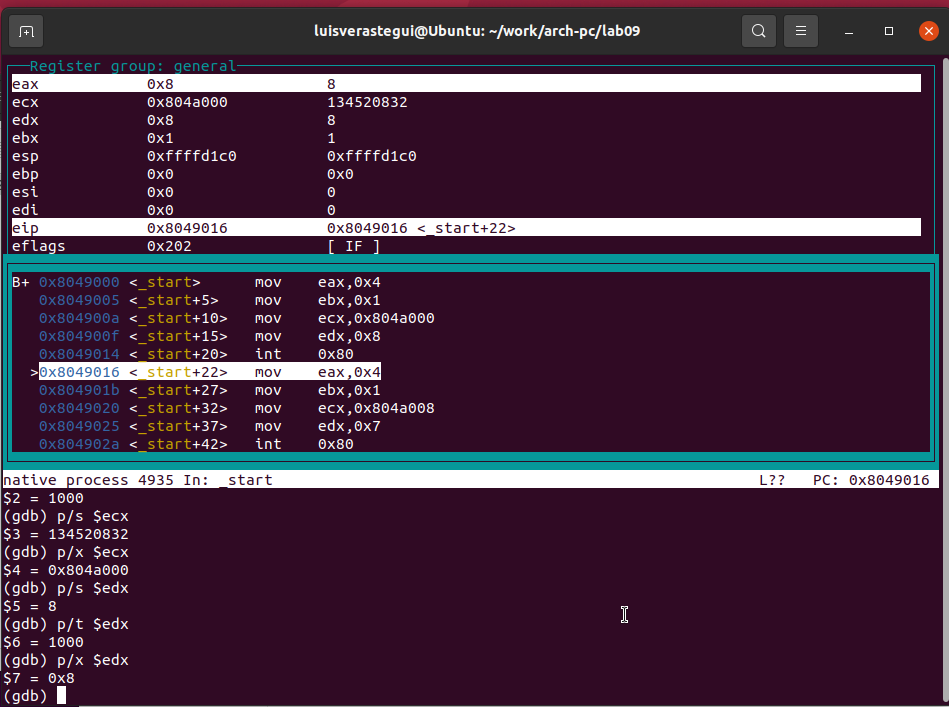 luisverastegui@Ubuntu: ~/work/arch-pc/lab09
Register group: general
eax 0x8 8
ecx 0x804a000 134520832
edx 0x8 8
ebx 0x1 1
esp 0xffffd1c0 0xffffd1c0
ebp 0x0 0x0
esi 0x0 0
edi 0x0 0
eip 0x8049016 0x8049016 <_start+22>
eflags 0x202 [ IF ]
B+ 0x8049000 <_start> mov eax,0x4
0x8049005 <_start+5> mov ebx,0x1
0x804900a <_start+10> mov ecx,0x804a000
0x804900f <_start+15> mov edx,0x8
0x8049014 <_start+20> int 0x80
>0x8049016 <_start+22> mov eax,0x4
0x804901b <_start+27> mov ebx,0x1
0x8049020 <_start+32> mov ecx,0x804a008
0x8049025 <_start+37> mov edx,0x7
0x804902a <_start+42> int 0x80
native process 4935 In: _start L?? PC: 0x8049016
$2 = 1000
(gdb) p/s $ecx
$3 = 134520832
(gdb) p/x $ecx
$4 = 0x804a000
(gdb) p/s $edx
$5 = 8
(gdb) p/t $edx
$6 = 1000
(gdb) p/x $edx
$7 = 0x8
(gdb)